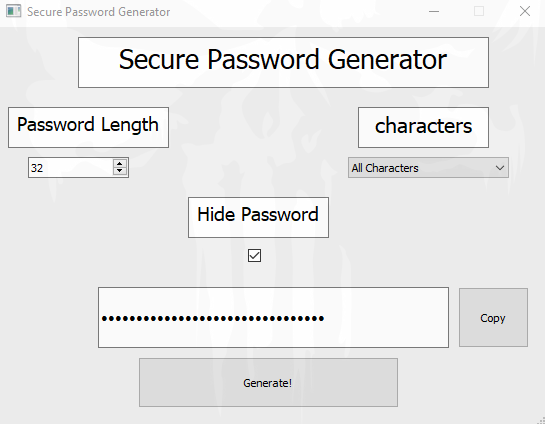 Secure Password Generator
Secure Password Generator
Password Length
characters
32
All Characters
Hide Password
••••••••••••••••••••••••••••••••
Copy
Generate!